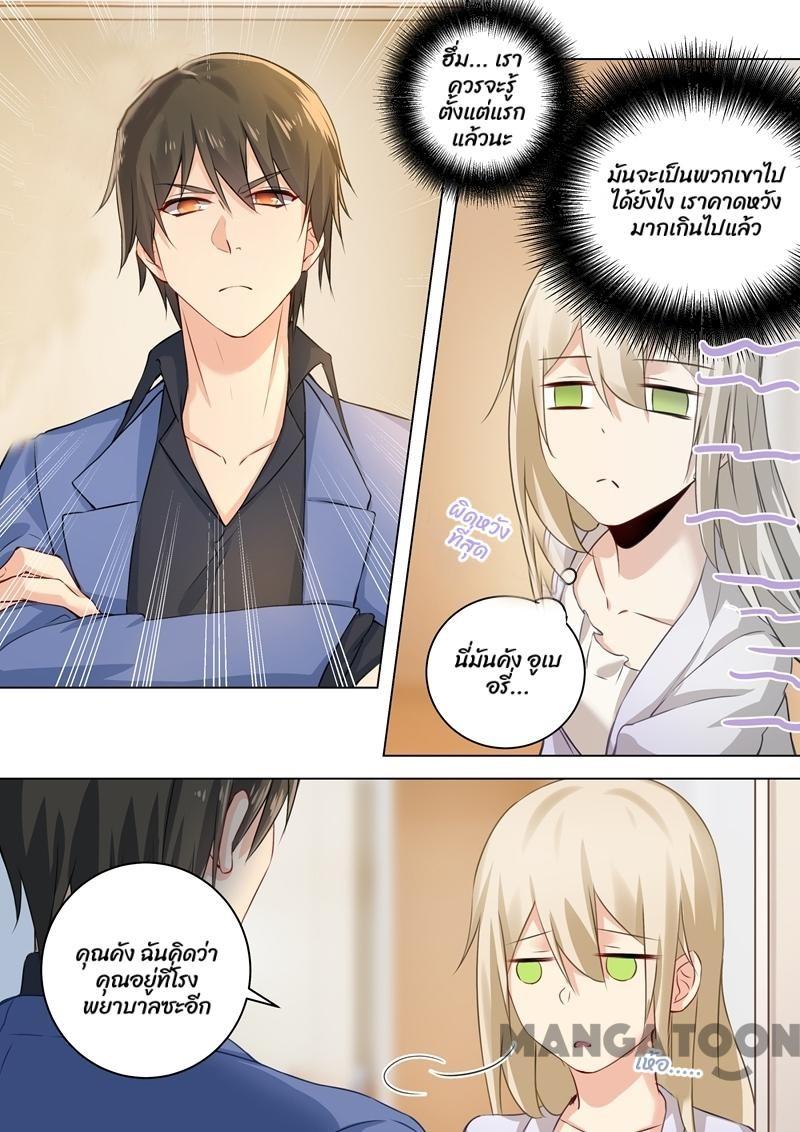 ฮึ่ม... เรา
ควรจะรู้
ตั้งแต่แรก
แล้วนะ
มันจะเป็นพวกเขาไป
ได้ยังไง เราคาดหวัง
มากเกินไปแล้ว
ผิดหวัง
ที่สุด
นี่มันคัง อูเบ
อรี่...
คุณคัง ฉันคิดว่า
คุณอยู่ที่โรง
พยาบาลซะอีก
MANGATOON
เห้อ.....